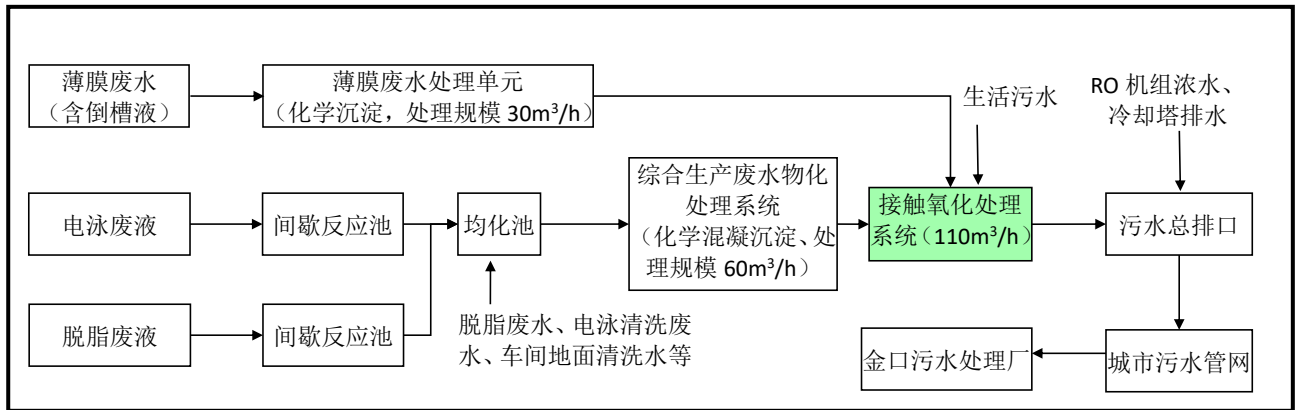 薄膜废水
（含倒槽液）
薄膜废水处理单元
（化学沉淀，处理规模 30m³/h）
生活污水
RO 机组浓水、
冷却塔排水
电泳废液
间歇反应池
均化池
综合生产废水物化
处理系统
（化学混凝沉淀、处
理规模 60m³/h）
接触氧化处理
系统（110m³/h）
污水总排口
脱脂废液
间歇反应池
脱脂废水、电泳清洗废
水、车间地面清洗水等
金口污水处理厂
城市污水管网